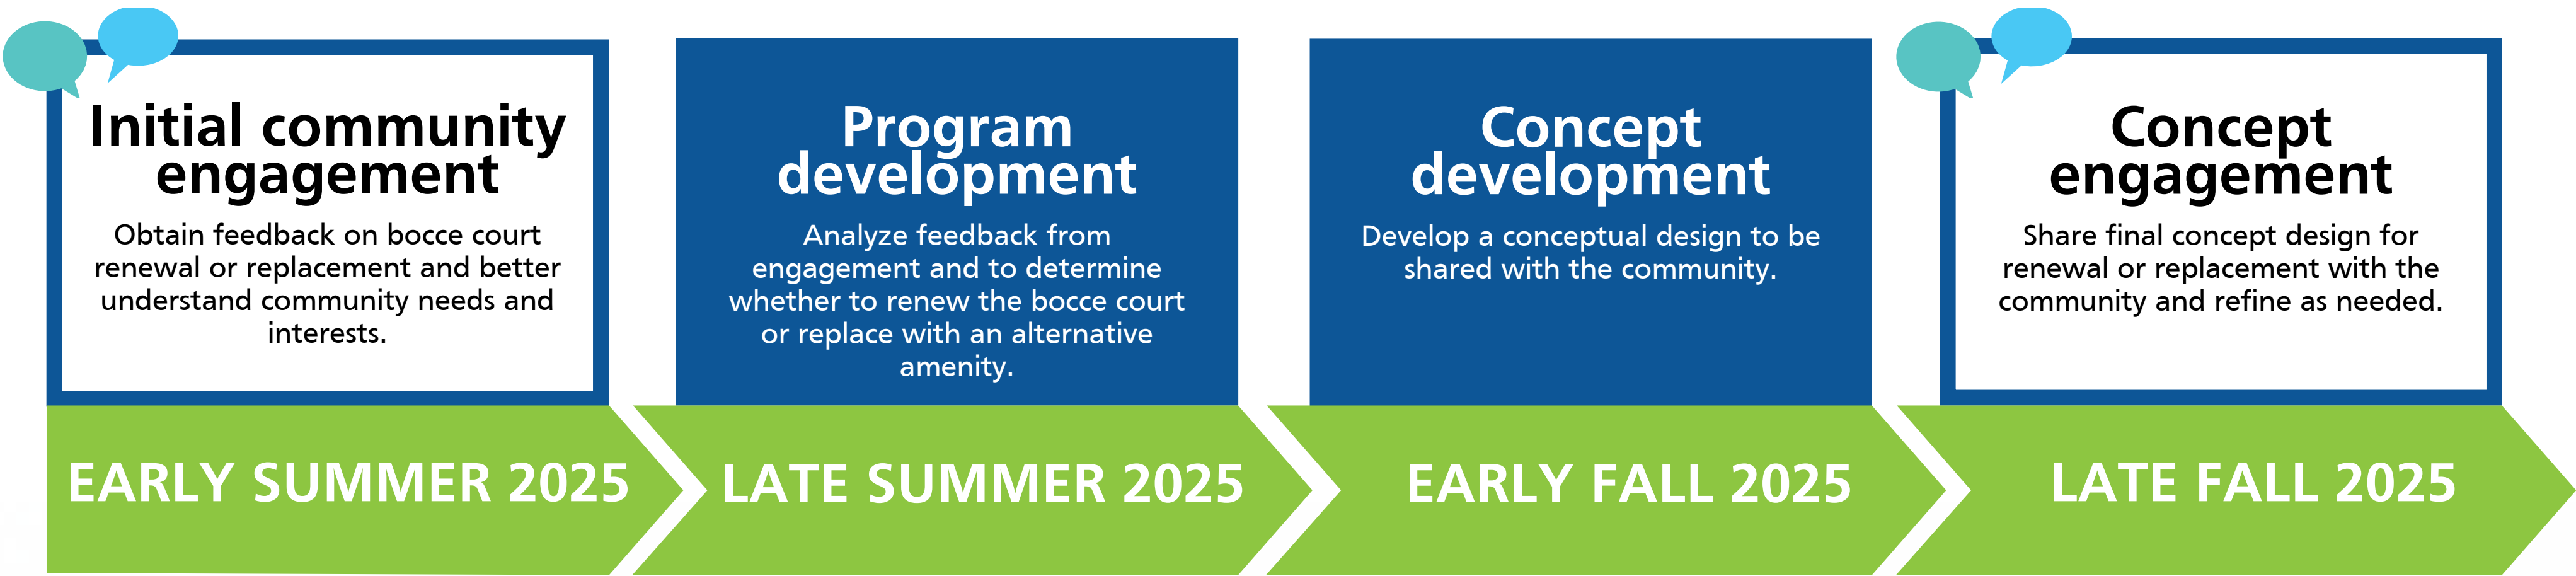 Initial community
engagement
Obtain feedback on bocce court
renewal or replacement and better
understand community needs and
interests.
EARLY SUMMER 2025
Program
development
Analyze feedback from
engagement and to determine
whether to renew the bocce court
or replace with an alternative
amenity.
LATE SUMMER 2025
Concept
development
Develop a conceptual design to be
shared with the community.
EARLY FALL 2025
Concept
engagement
Share final concept design for
renewal or replacement with the
community and refine as needed.
LATE FALL 2025